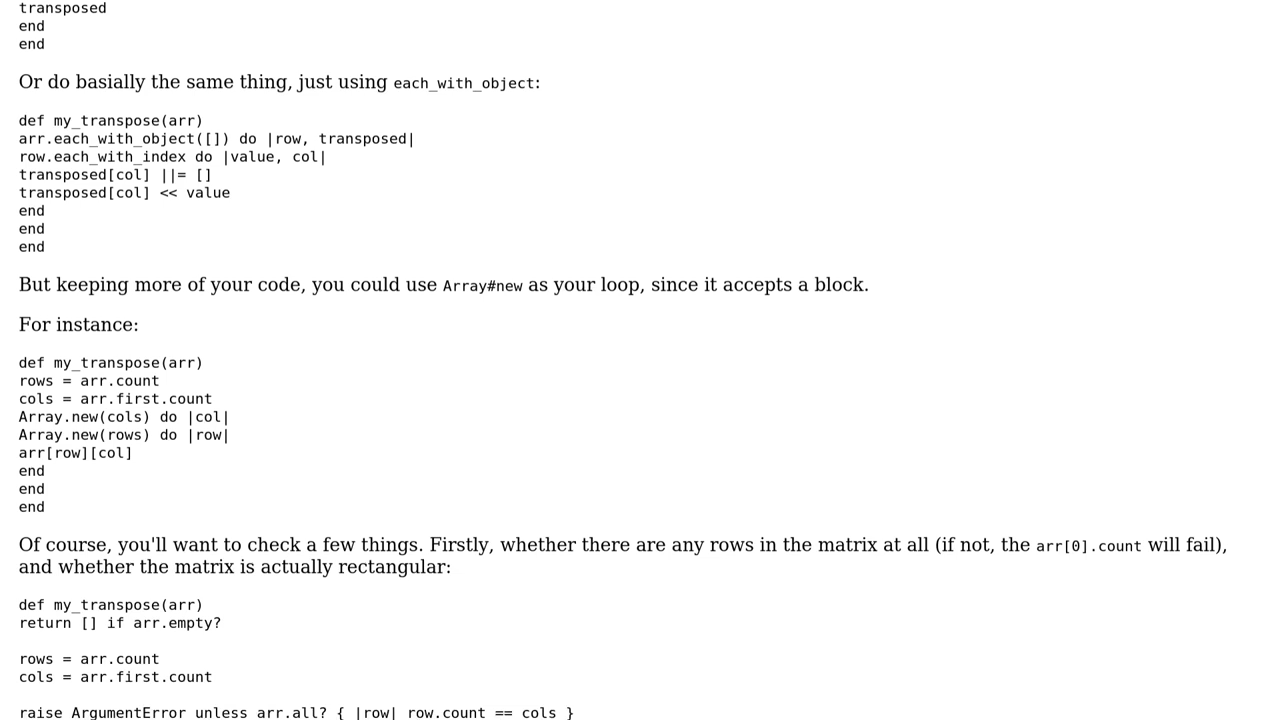 transposed
end
end
Or do basially the same thing, just using each_with_object:
def my_transpose(arr)
arr.each_with_object([]) do |row, transposed|
row.each_with_index do |value, col|
transposed[col] ||= []
transposed[col] << value
end
end
end
But keeping more of your code, you could use Array#new as your loop, since it accepts a block.
For instance:
def my_transpose(arr)
rows = arr.count
cols = arr.first.count
Array.new(cols) do |col|
Array.new(rows) do |row|
arr[row][col]
end
end
end
Of course, you'll want to check a few things. Firstly, whether there are any rows in the matrix at all (if not, the arr[0].count will fail),
and whether the matrix is actually rectangular:
def my_transpose(arr)
return [] if arr.empty?
rows = arr.count
cols = arr.first.count
raise ArgumentError unless arr.all? { |row| row.count == cols }